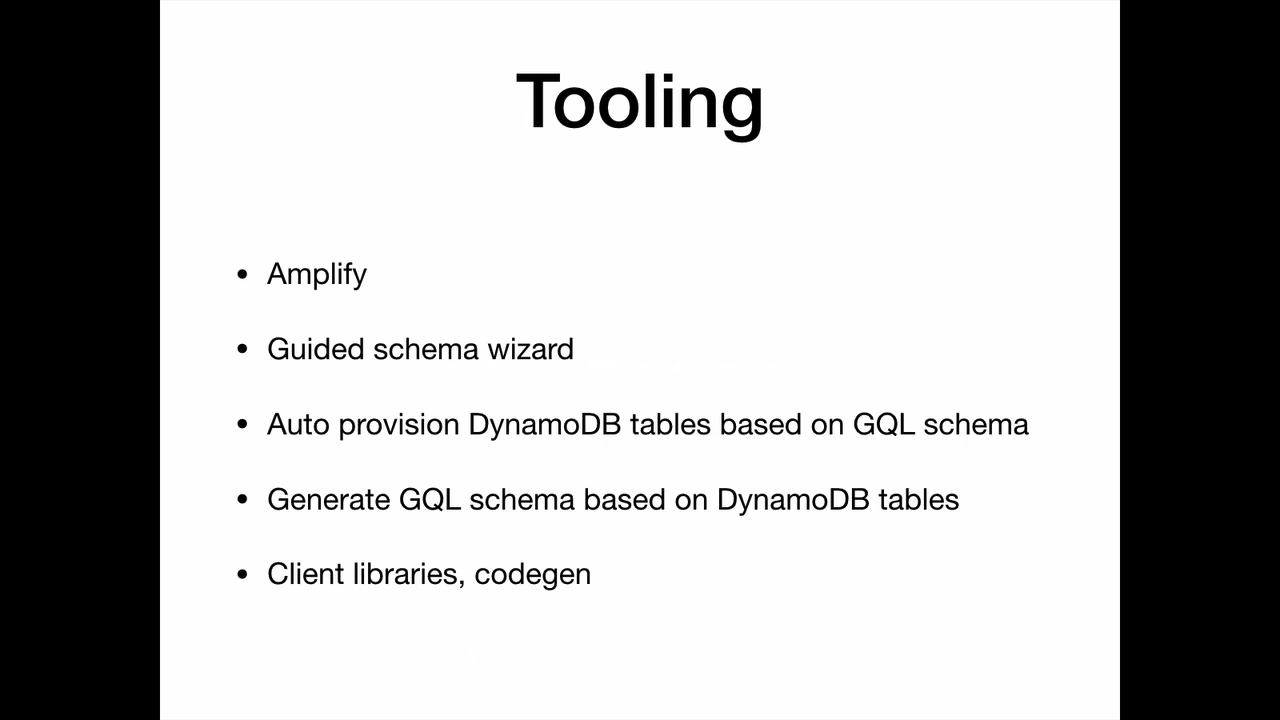 Tooling
• Amplify
• Guided schema wizard
• Auto provision DynamoDB tables based on GQL schema
• Generate GQL schema based on DynamoDB tables
• Client libraries, codegen